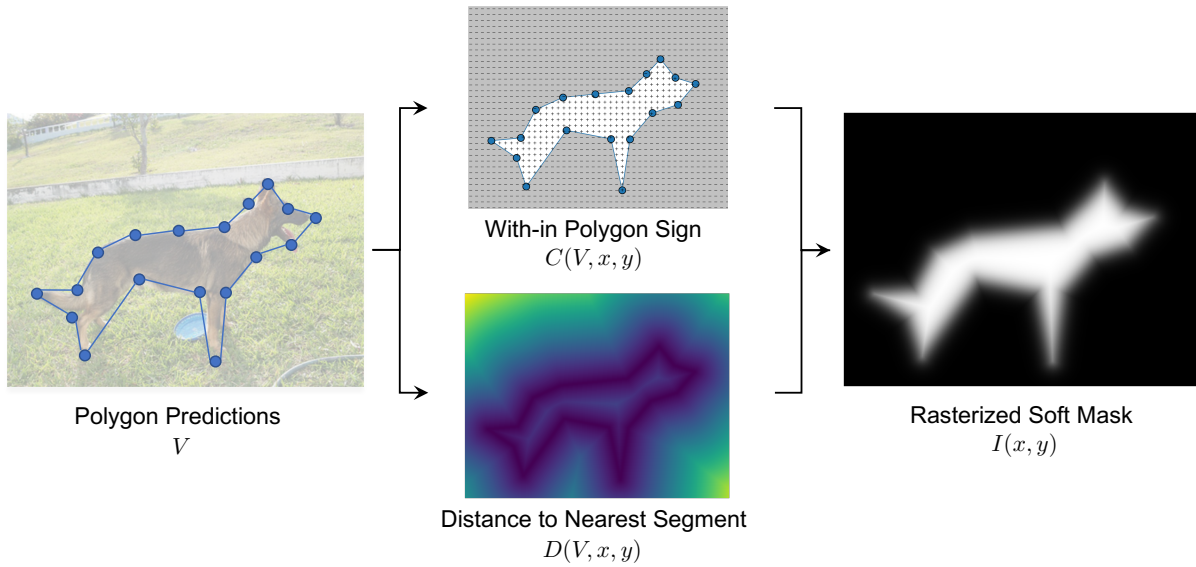 With-in Polygon Sign
C(V, x, y)
Polygon Predictions
V
Rasterized Soft Mask
I(x, y)
Distance to Nearest Segment
D(V, x, y)